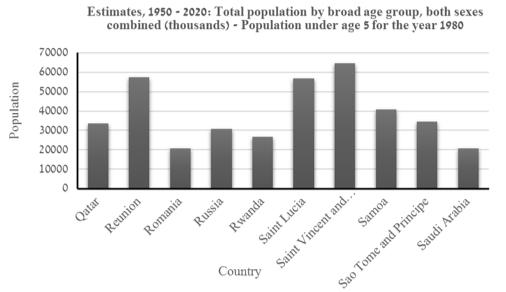 Estimates, 1950 - 2020: Total population by broad age group, both sexes
combined (thousands) - Population under age 5 for the year 1980
70000
60000
50000
40000
30000
20000
10000
0
Population
Qatar
Reunion
Romania
Russia
Rwanda
Saint Lucia
Saint Vincent and…
Samoa
Sao Tome and Principe
Saudi Arabia
Country